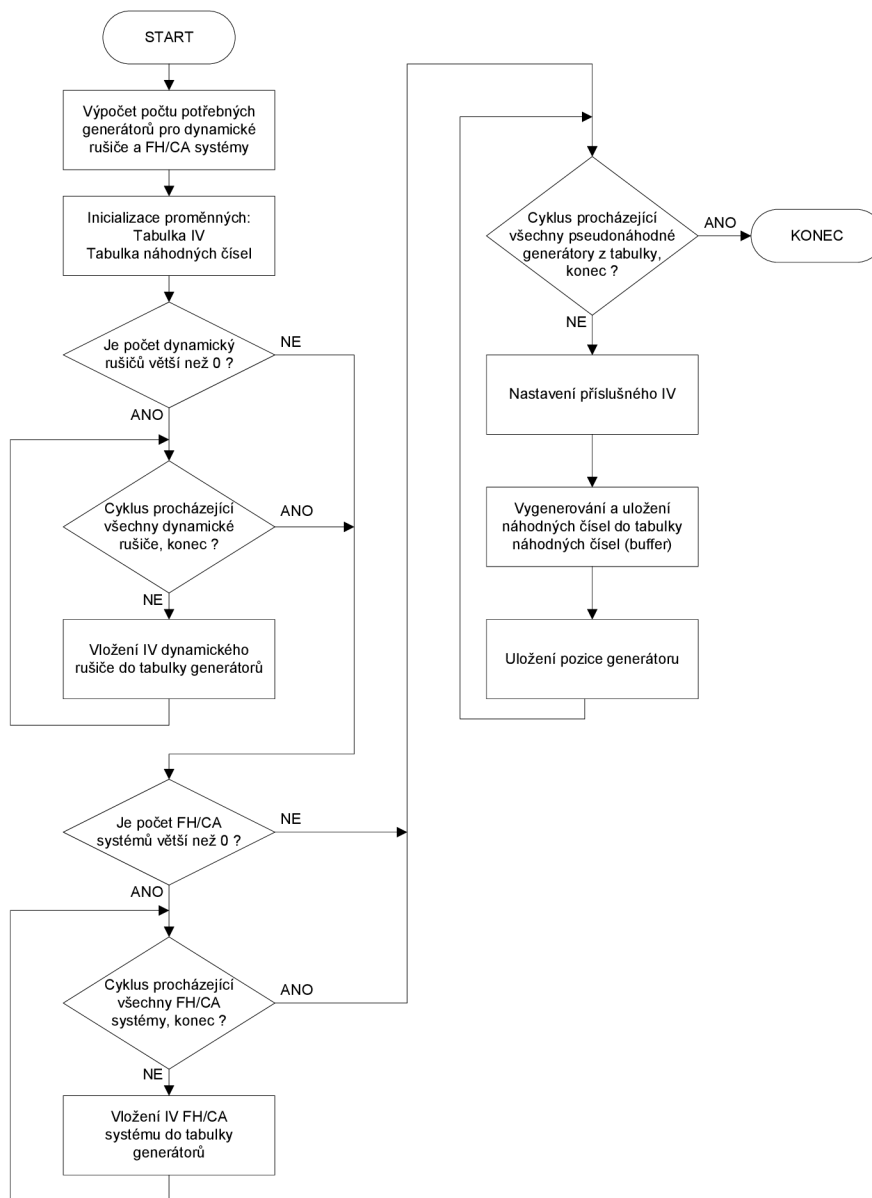 START
Výpočet počtu potřebných
generátorů pro dynamické
rušiče a FH/CA systémy
Inicializace proměnných:
Tabulka IV
Tabulka náhodných čísel
Je počet dynamický
rušičů větší než 0 ?
NE
ANO
Cyklus procházející
všechny dynamické
rušiče, konec ?
ANO
NE
Vložení IV dynamického
rušiče do tabulky generátorů
Je počet FH/CA
systémů větší než 0 ?
NE
ANO
Cyklus procházející
všechny FH/CA
systémy, konec ?
ANO
NE
Vložení IV FH/CA
systému do tabulky
generátorů
Cyklus procházející
všechny pseudonáhodné
generátory z tabulky,
konec ?
ANO
KONEC
NE
Nastavení příslušného IV
Vygenerování a uložení
náhodných čísel do tabulky
náhodných čísel (buffer)
Uložení pozice generátoru